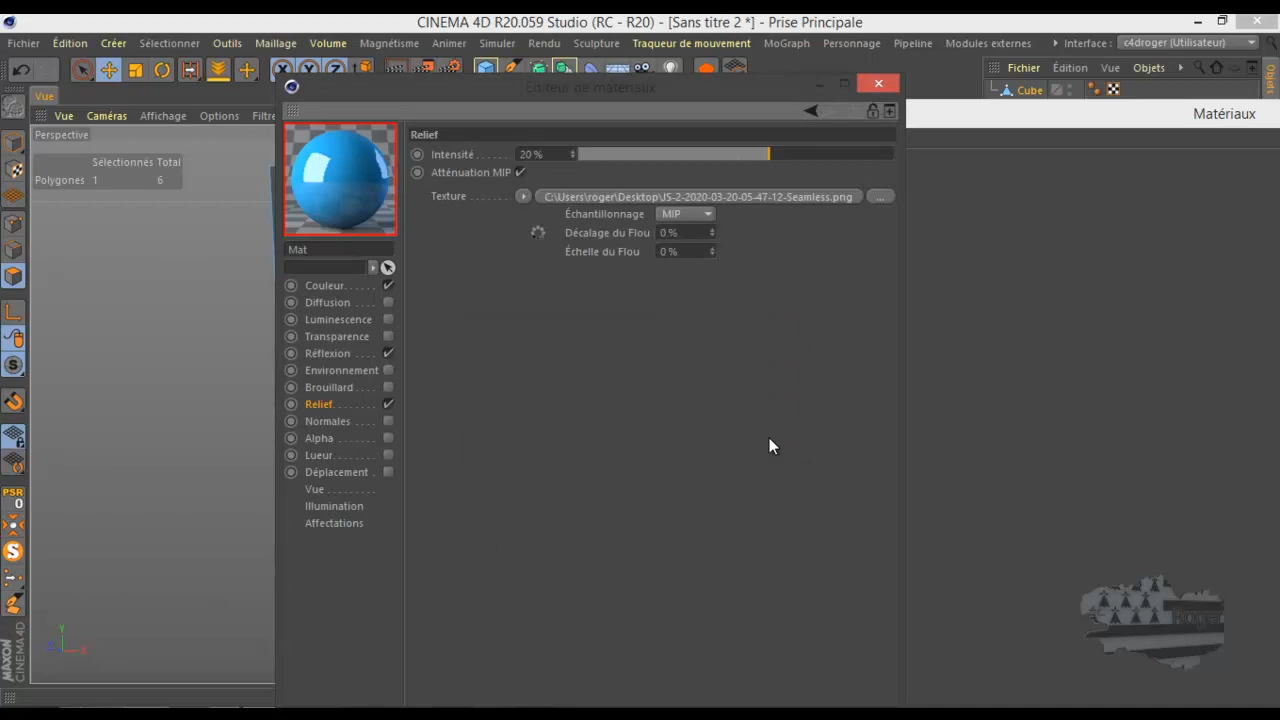 CINEMA 4D R20.059 Studio (RC - R20) - [Sans titre 2 *] - Prise Principale
Fichier Édition Créer Sélectionner Outils Maillage Volume Magnétisme Animer Simuler Rendu Sculpture Traqueur de mouvement MoGraph Personnage Pipeline Modules externes Interface : c4droger (Utilisateur)
Fichier Édition Vue Objets
Objets
Cube
Vue
Vue Caméras Affichage Options Filtre
Éditeur de matériaux
Matériaux
Perspective
Sélectionnés Total
Polygones 1 6
Relief
Intensité 20 %
Atténuation MIP
Texture C:\Users\roger\Desktop\JS-2-2020-03-20-05-47-12-Seamless.png ...
Échantillonnage MIP
Décalage du Flou 0 %
Échelle du Flou 0 %
Mat
Couleur
Diffusion
Luminescence
Transparence
Réflexion
Environnement
Brouillard
Relief
Normales
Alpha
Lueur
Déplacement
Vue
Illumination
Affectations
PSR
0
S
S
X Y Z
Y
Z X
MAXON
CINEMA 4D